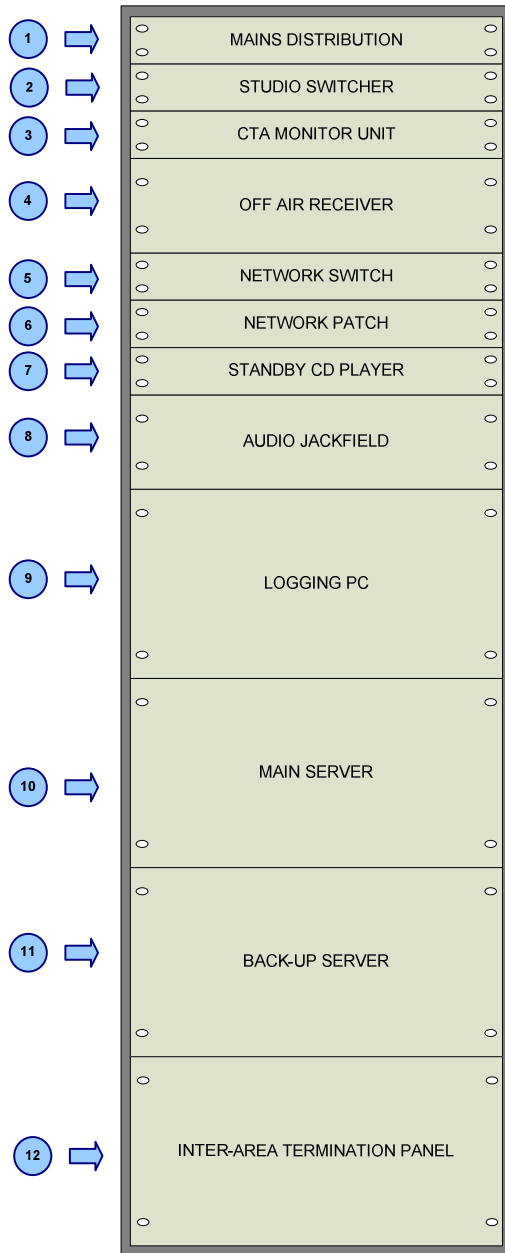 1 MAINS DISTRIBUTION
2 STUDIO SWITCHER
3 CTA MONITOR UNIT
4 OFF AIR RECEIVER
5 NETWORK SWITCH
6 NETWORK PATCH
7 STANDBY CD PLAYER
8 AUDIO JACKFIELD
9 LOGGING PC
10 MAIN SERVER
11 BACK-UP SERVER
12 INTER-AREA TERMINATION PANEL